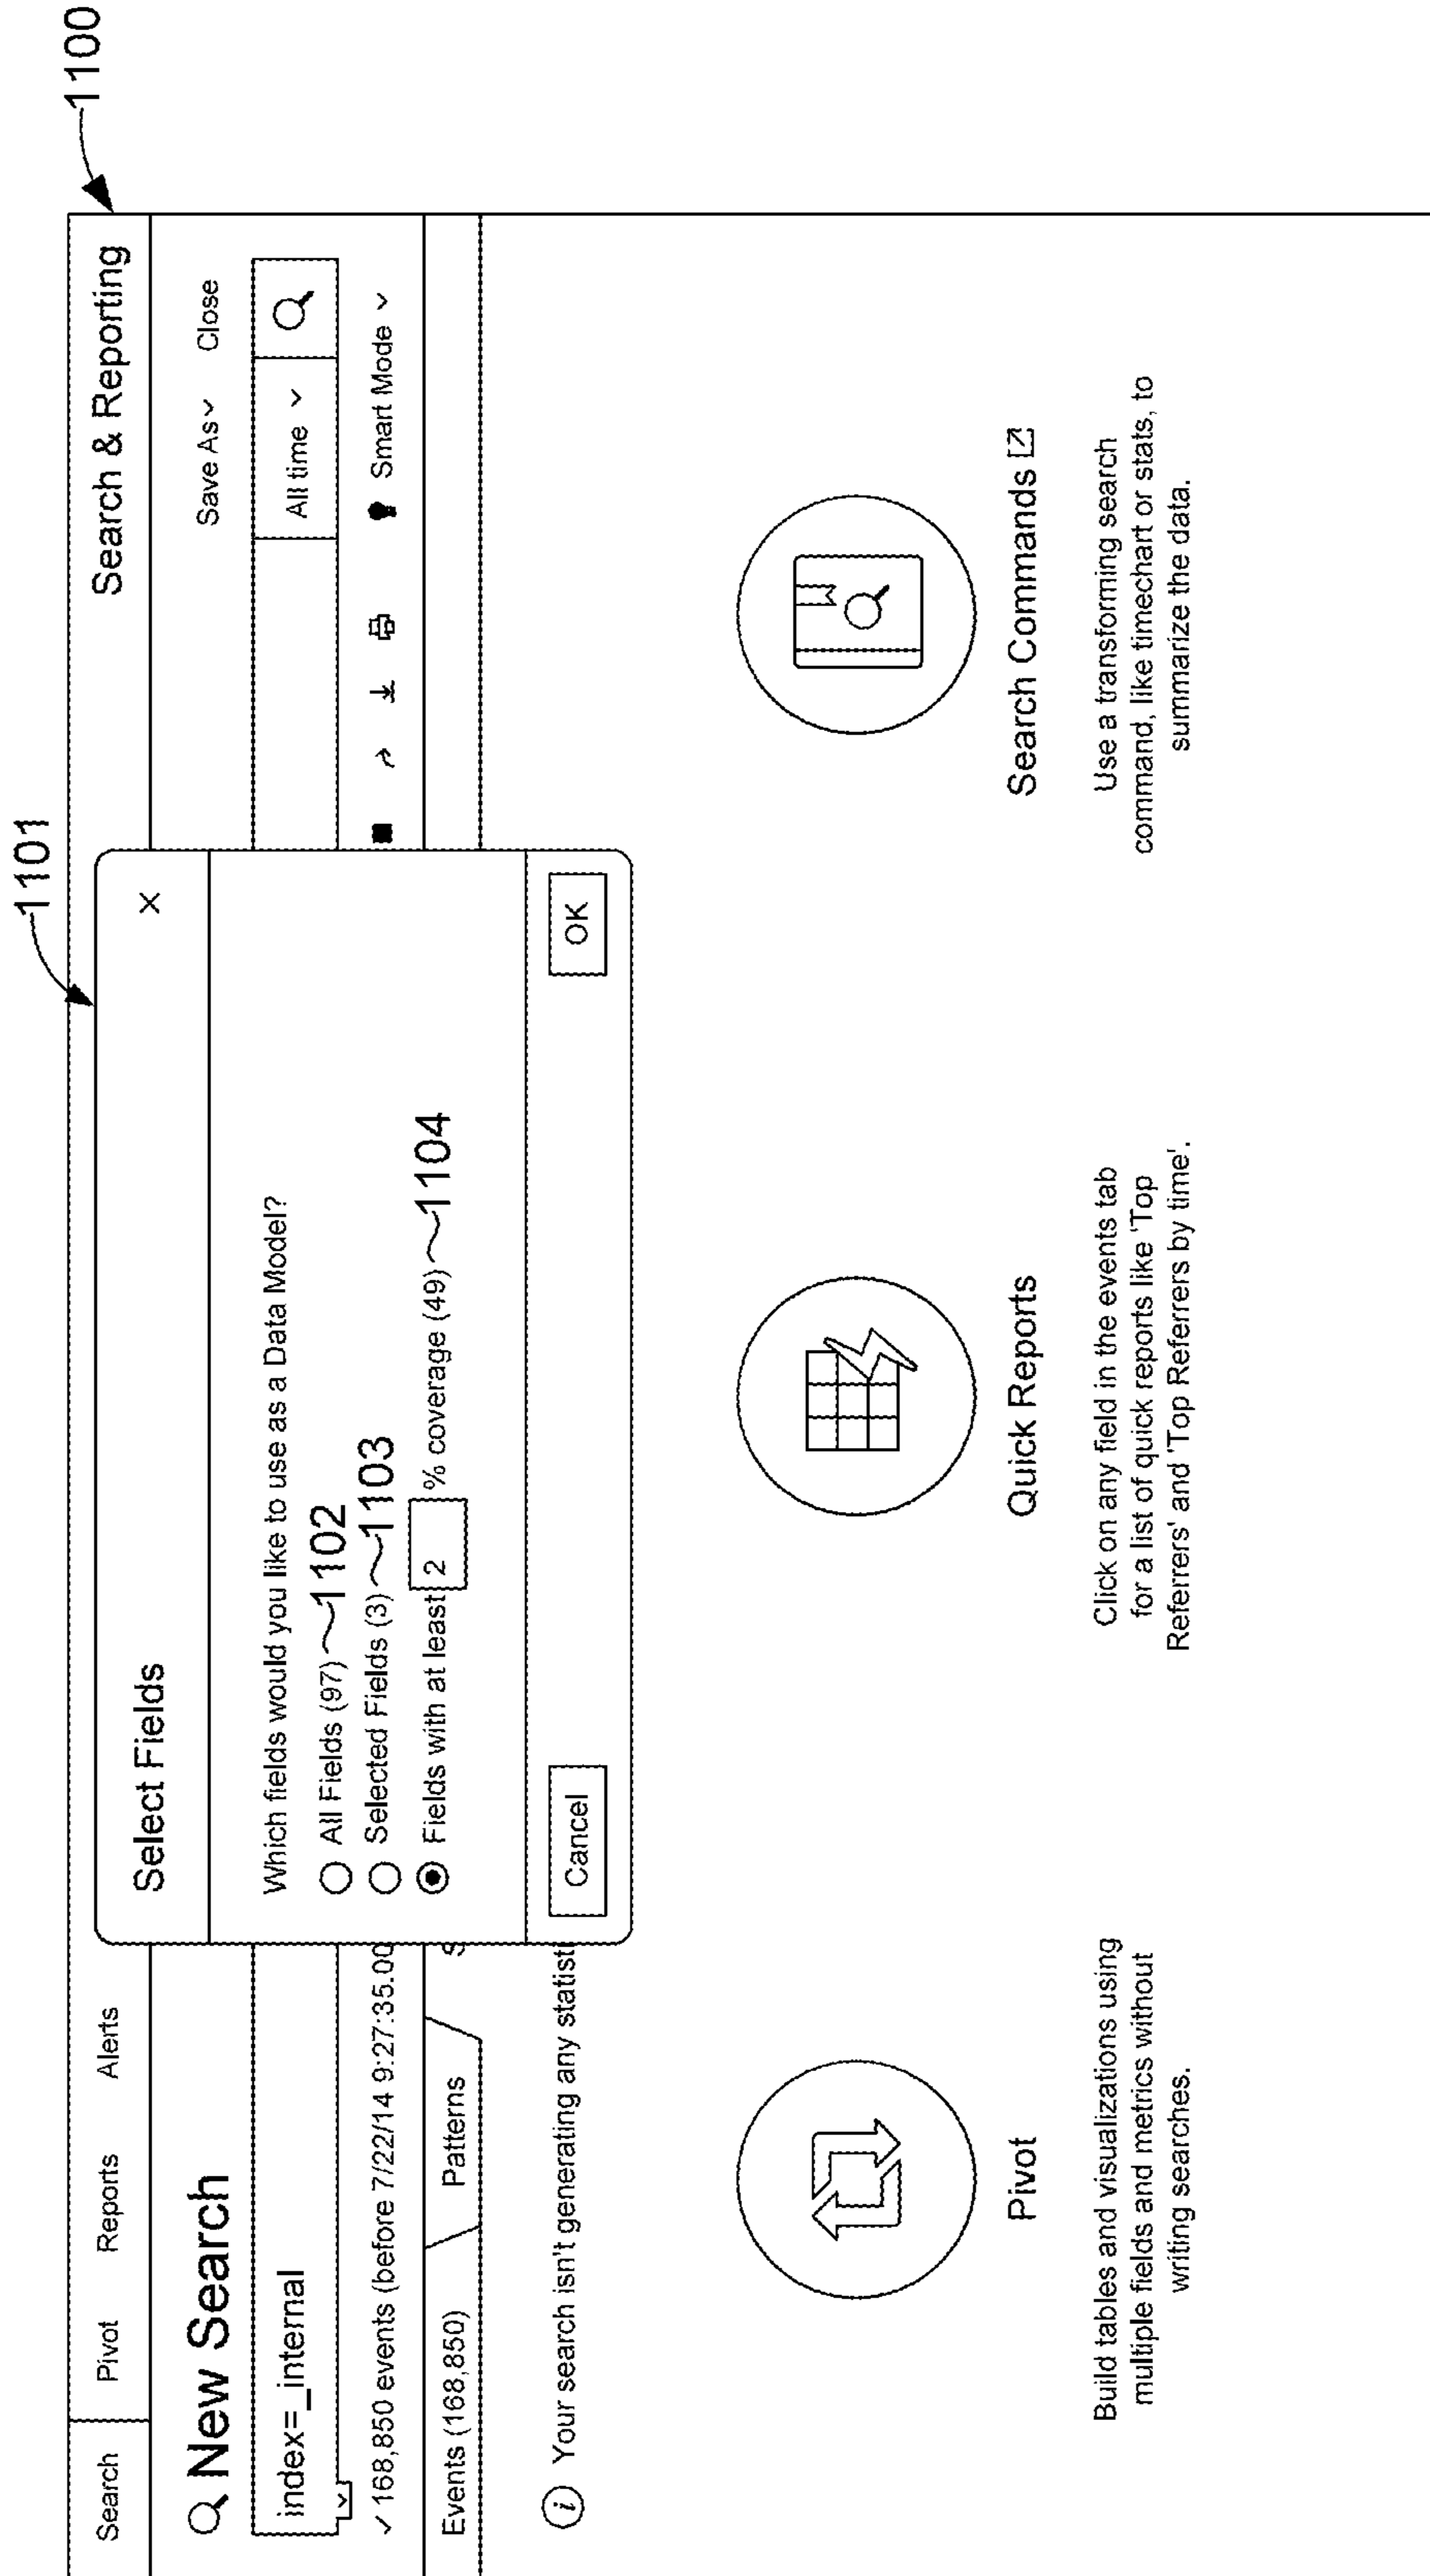 1100
1101
Search Pivot Reports Alerts Search & Reporting
New Search
Save As Close
index=_internal
All time
✓ 168,850 events (before 7/22/14 9:27:35.00
Smart Mode
Events (168,850) Patterns
Your search isn't generating any statist
Select Fields X
Which fields would you like to use as a Data Model?
All Fields (97) 1102
Selected Fields (3) 1103
Fields with at least 2 % coverage (49) 1104
Cancel OK
Pivot
Build tables and visualizations using
multiple fields and metrics without
writing searches.
Quick Reports
Click on any field in the events tab
for a list of quick reports like 'Top
Referrers' and 'Top Referrers by time'.
Search Commands
Use a transforming search
command, like timechart or stats, to
summarize the data.